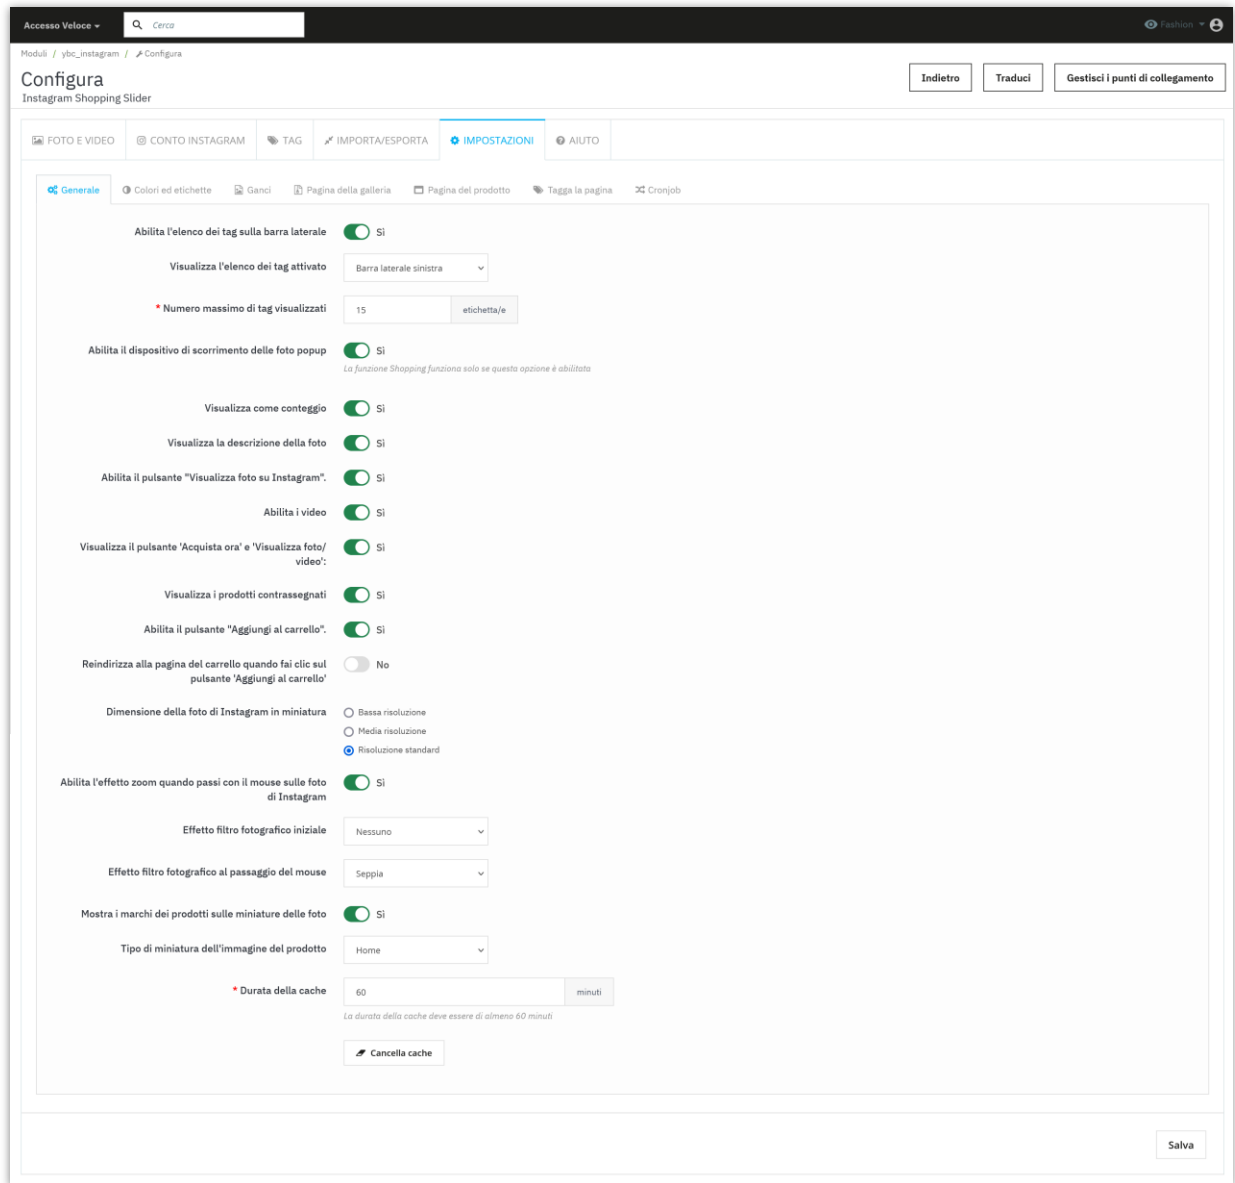 Accesso Veloce
Cerca
Fashion
Moduli / ybc_instagram / Configura
Configura
Instagram Shopping Slider
Indietro
Traduci
Gestisci i punti di collegamento
FOTO E VIDEO
CONTO INSTAGRAM
TAG
IMPORTA/ESPORTA
IMPOSTAZIONI
AIUTO
Generale
Colori ed etichette
Ganci
Pagina della galleria
Pagina del prodotto
Tagga la pagina
Cronjob
Abilita l'elenco dei tag sulla barra laterale
Sì
Visualizza l'elenco dei tag attivato
Barra laterale sinistra
* Numero massimo di tag visualizzati
15
etichetta/e
Abilita il dispositivo di scorrimento delle foto popup
Sì
La funzione Shopping funziona solo se questa opzione è abilitata
Visualizza come conteggio
Sì
Visualizza la descrizione della foto
Sì
Abilita il pulsante "Visualizza foto su Instagram".
Sì
Abilita i video
Sì
Visualizza il pulsante 'Acquista ora' e 'Visualizza foto/
video':
Sì
Visualizza i prodotti contrassegnati
Sì
Abilita il pulsante "Aggiungi al carrello".
Sì
Reindirizza alla pagina del carrello quando fai clic sul
pulsante 'Aggiungi al carrello'
No
Dimensione della foto di Instagram in miniatura
Bassa risoluzione
Media risoluzione
Risoluzione standard
Abilita l'effetto zoom quando passi con il mouse sulle foto
di Instagram
Sì
Effetto filtro fotografico iniziale
Nessuno
Effetto filtro fotografico al passaggio del mouse
Seppia
Mostra i marchi dei prodotti sulle miniature delle foto
Sì
Tipo di miniatura dell'immagine del prodotto
Home
* Durata della cache
60
minuti
La durata della cache deve essere di almeno 60 minuti
Cancella cache
Salva